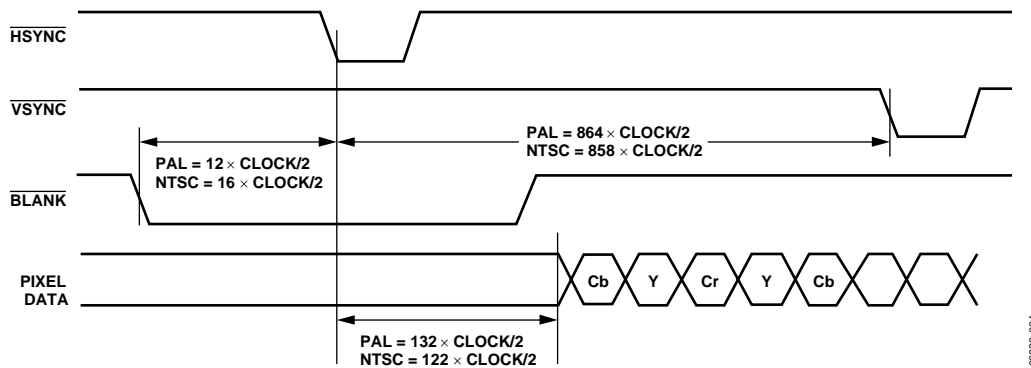 HSYNC
VSYNC
PAL = 864 × CLOCK/2
NTSC = 858 × CLOCK/2
PAL = 12 × CLOCK/2
NTSC = 16 × CLOCK/2
BLANK
PIXEL
DATA
Cb Y Cr Y Cb
PAL = 132 × CLOCK/2
NTSC = 122 × CLOCK/2